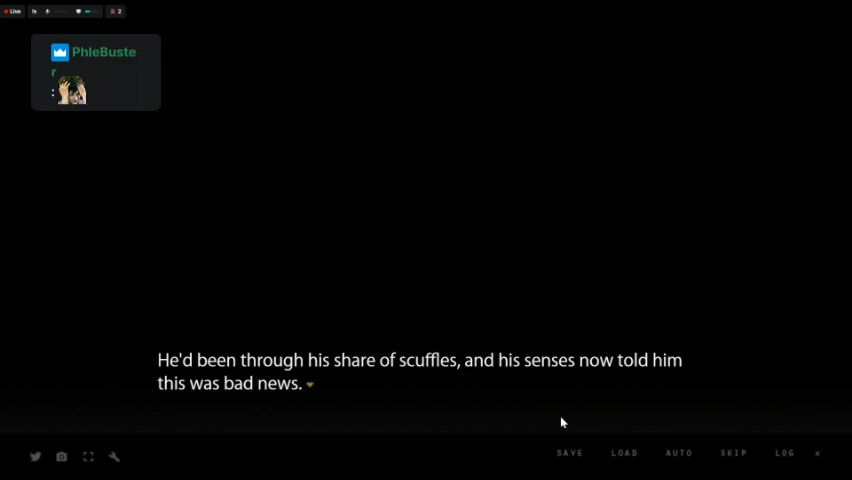 Live 1x 2
PhleBuste
r
:
He'd been through his share of scuffles, and his senses now told him
this was bad news.
SAVE LOAD AUTO SKIP LOG x